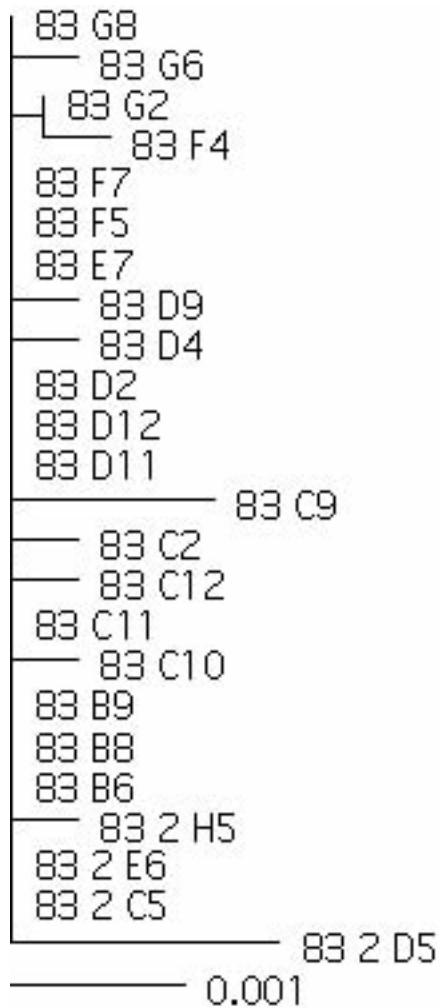 83 G8
83 G6
83 G2
83 F4
83 F7
83 F5
83 E7
83 D9
83 D4
83 D2
83 D12
83 D11
83 C9
83 C2
83 C12
83 C11
83 C10
83 B9
83 B8
83 B6
83 2 H5
83 2 E6
83 2 C5
83 2 D5
0.001